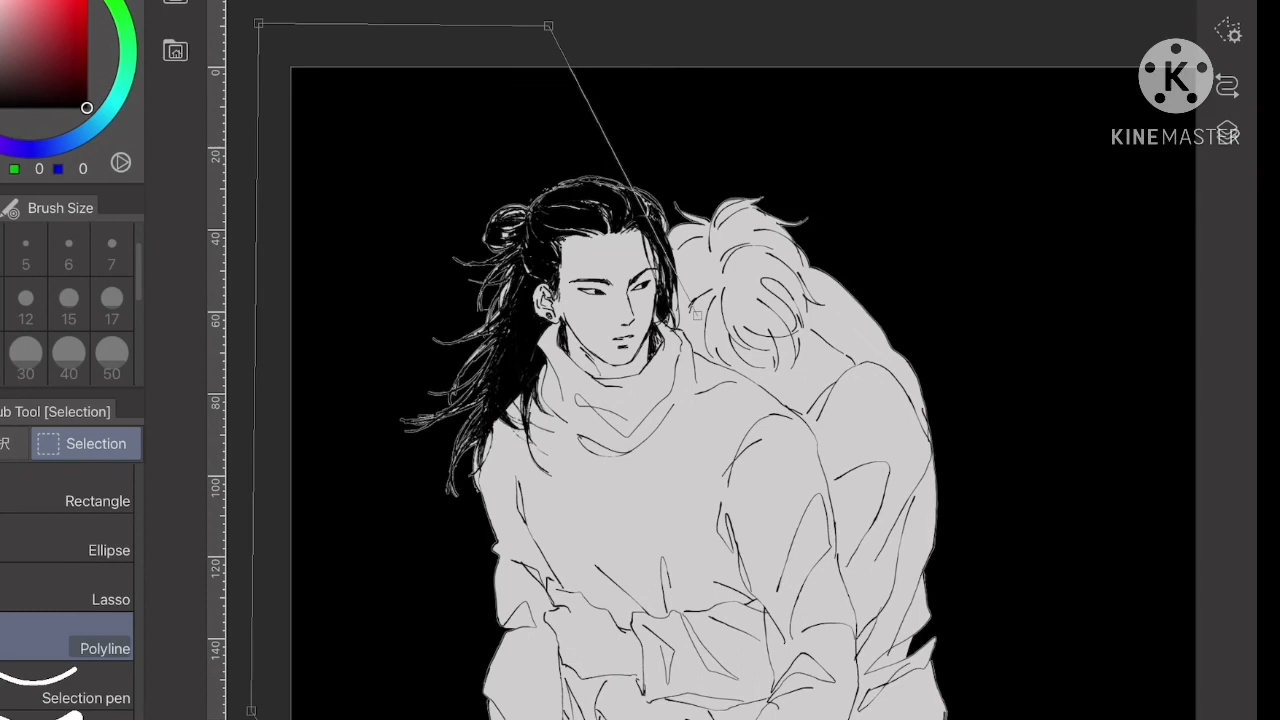 KINEMASTER
0 0
Brush Size
5 6 7
12 15 17
30 40 50
ub Tool [Selection]
択 Selection
Rectangle
Ellipse
Lasso
Polyline
Selection pen
0
20
40
60
80
100
120
140